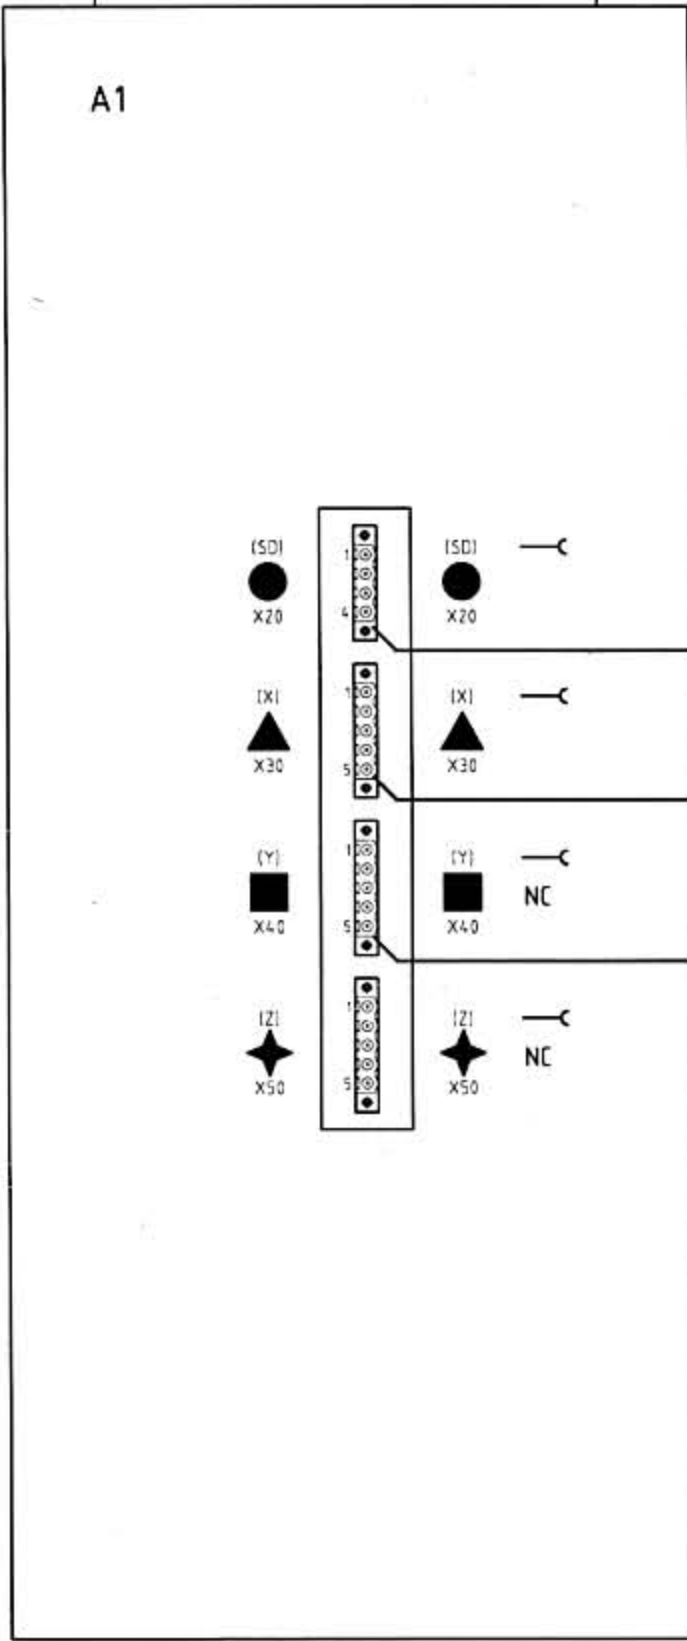 A1
(SD) (SD)
1
4
X20 X20
(X) (X)
1
5
X30 X30
(Y) (Y)
1
NC
5
X40 X40
(Z) (Z)
1
NC
5
X50 X50